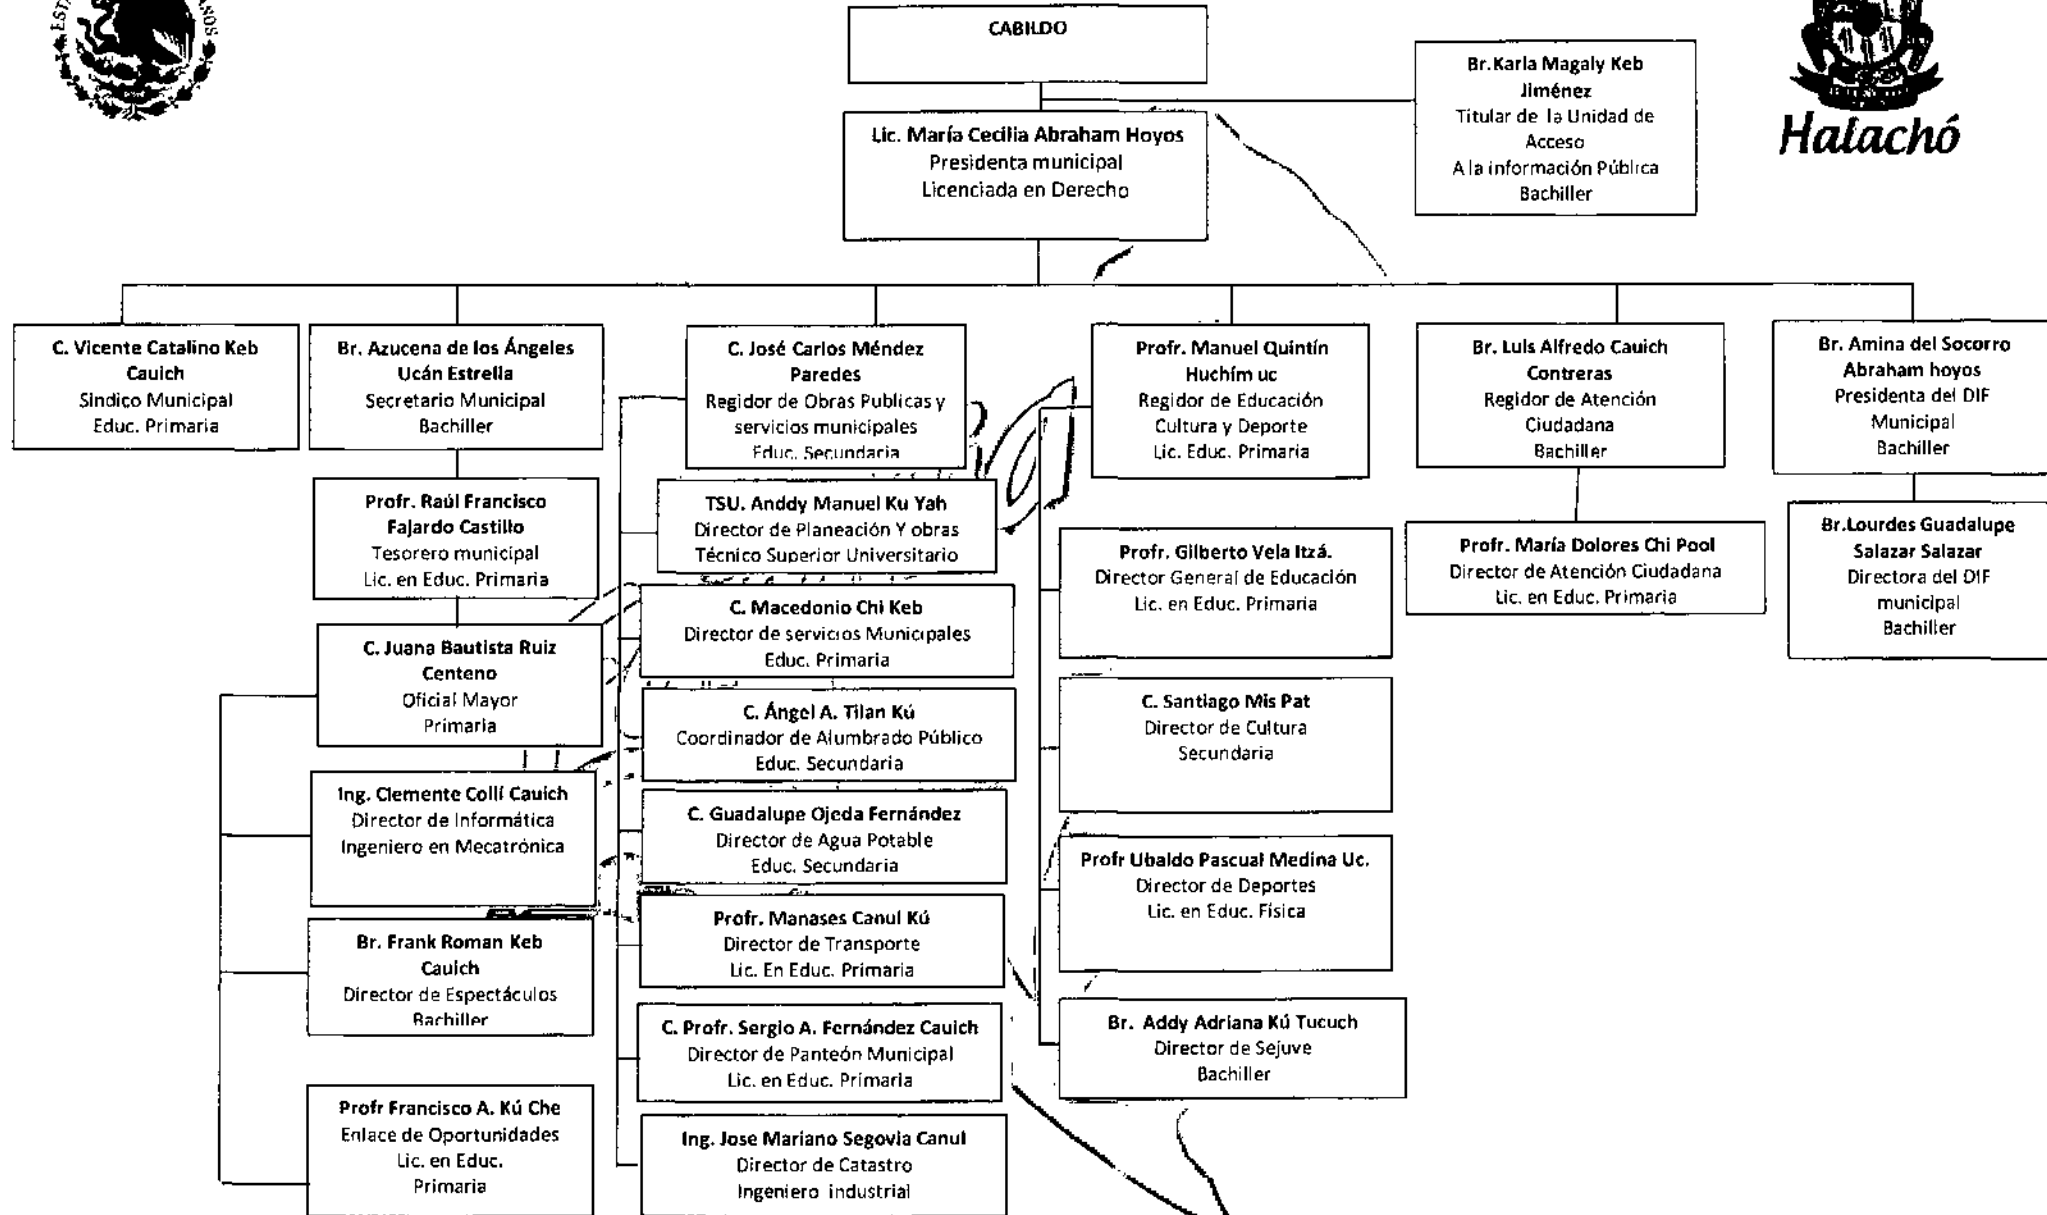 EST
ANOS
CABILDO
Br.Karla Magaly Keb
Jiménez
Titular de la Unidad de
Acceso
A la información Pública
Bachiller
Halachó
Lic. María Cecilia Abraham Hoyos
Presidenta municipal
Licenciada en Derecho
C. Vicente Catalino Keb
Cauich
Sindico Municipal
Educ. Primaria
Br. Azucena de los Ángeles
Ucán Estrella
Secretario Municipal
Bachiller
Profr. Raúl Francisco
Fajardo Castillo
Tesorero municipal
Lic. en Educ. Primaria
C. Juana Bautista Ruiz
Centeno
Oficial Mayor
Primaria
Ing. Clemente Collí Cauich
Director de Informática
Ingeniero en Mecatrónica
Br. Frank Roman Keb
Cauich
Director de Espectáculos
Bachiller
Profr Francisco A. Kú Che
Enlace de Oportunidades
Lic. en Educ.
Primaria
C. José Carlos Méndez
Paredes
Regidor de Obras Publicas y
servicios municipales
Educ. Secundaria
TSU. Anddy Manuel Ku Yah
Director de Planeación Y obras
Técnico Superior Universitario
C. Macedonio Chi Keb
Director de servicios Municipales
Educ. Primaria
C. Ángel A. Tilan Kú
Coordinador de Alumbrado Público
Educ. Secundaria
C. Guadalupe Ojeda Fernández
Director de Agua Potable
Educ. Secundaria
Profr. Manases Canul Kú
Director de Transporte
Lic. En Educ. Primaria
C. Profr. Sergio A. Fernández Cauich
Director de Panteón Municipal
Lic. en Educ. Primaria
Ing. Jose Mariano Segovia Canul
Director de Catastro
Ingeniero industrial
Profr. Manuel Quintín
Huchím uc
Regidor de Educación
Cultura y Deporte
Lic. Educ. Primaria
Profr. Gilberto Vela Itzá.
Director General de Educación
Lic. en Educ. Primaria
C. Santiago Mis Pat
Director de Cultura
Secundaria
Profr Ubaldo Pascual Medina Uc.
Director de Deportes
Lic. en Educ. Física
Br. Addy Adriana Kú Tucuch
Director de Sejuve
Bachiller
Br. Luis Alfredo Cauich
Contreras
Regidor de Atención
Ciudadana
Bachiller
Profr. María Dolores Chi Pool
Director de Atención Ciudadana
Lic. en Educ. Primaria
Br. Amina del Socorro
Abraham hoyos
Presidenta del DIF
Municipal
Bachiller
Br.Lourdes Guadalupe
Salazar Salazar
Directora del DIF
municipal
Bachiller